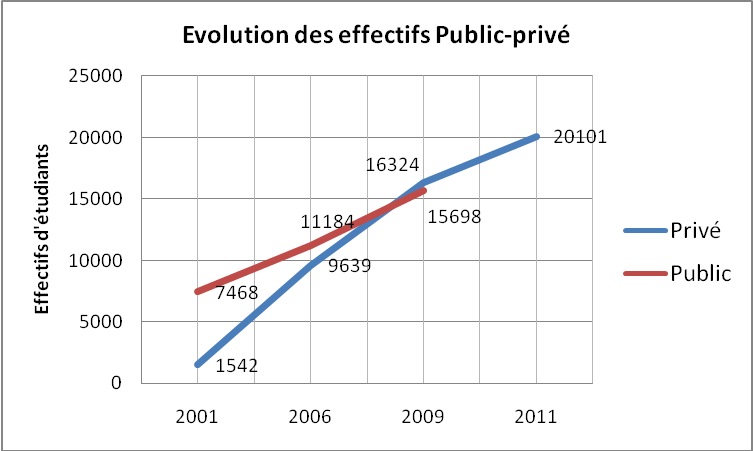 Evolution des effectifs Public-privé
25000
20000
15000
10000
5000
0
Effectifs d'étudiants
20101
16324
15698
11184
9639
7468
1542
Privé
Public
2001 2006 2009 2011